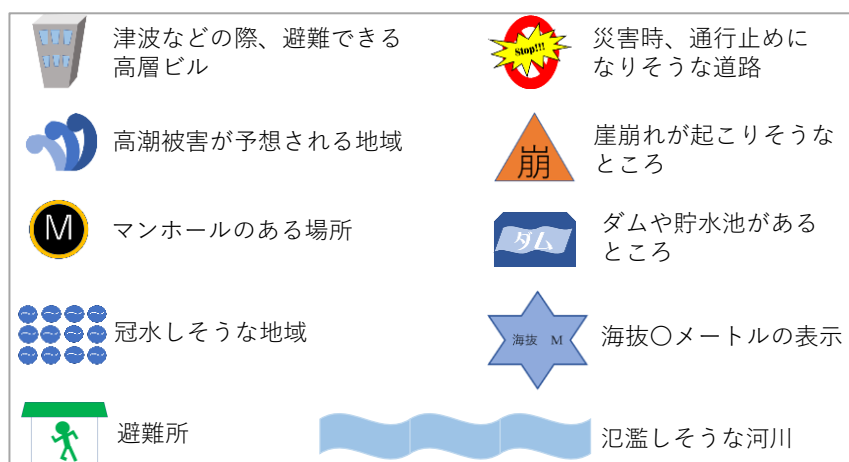 津波などの際、避難できる
高層ビル
Stop!!!
災害時、通行止めに
なりそうな道路
高潮被害が予想される地域
崩
崖崩れが起こりそうな
ところ
M
マンホールのある場所
ダム
ダムや貯水池がある
ところ
冠水しそうな地域
海抜 M
海抜〇メートルの表示
避難所
氾濫しそうな河川